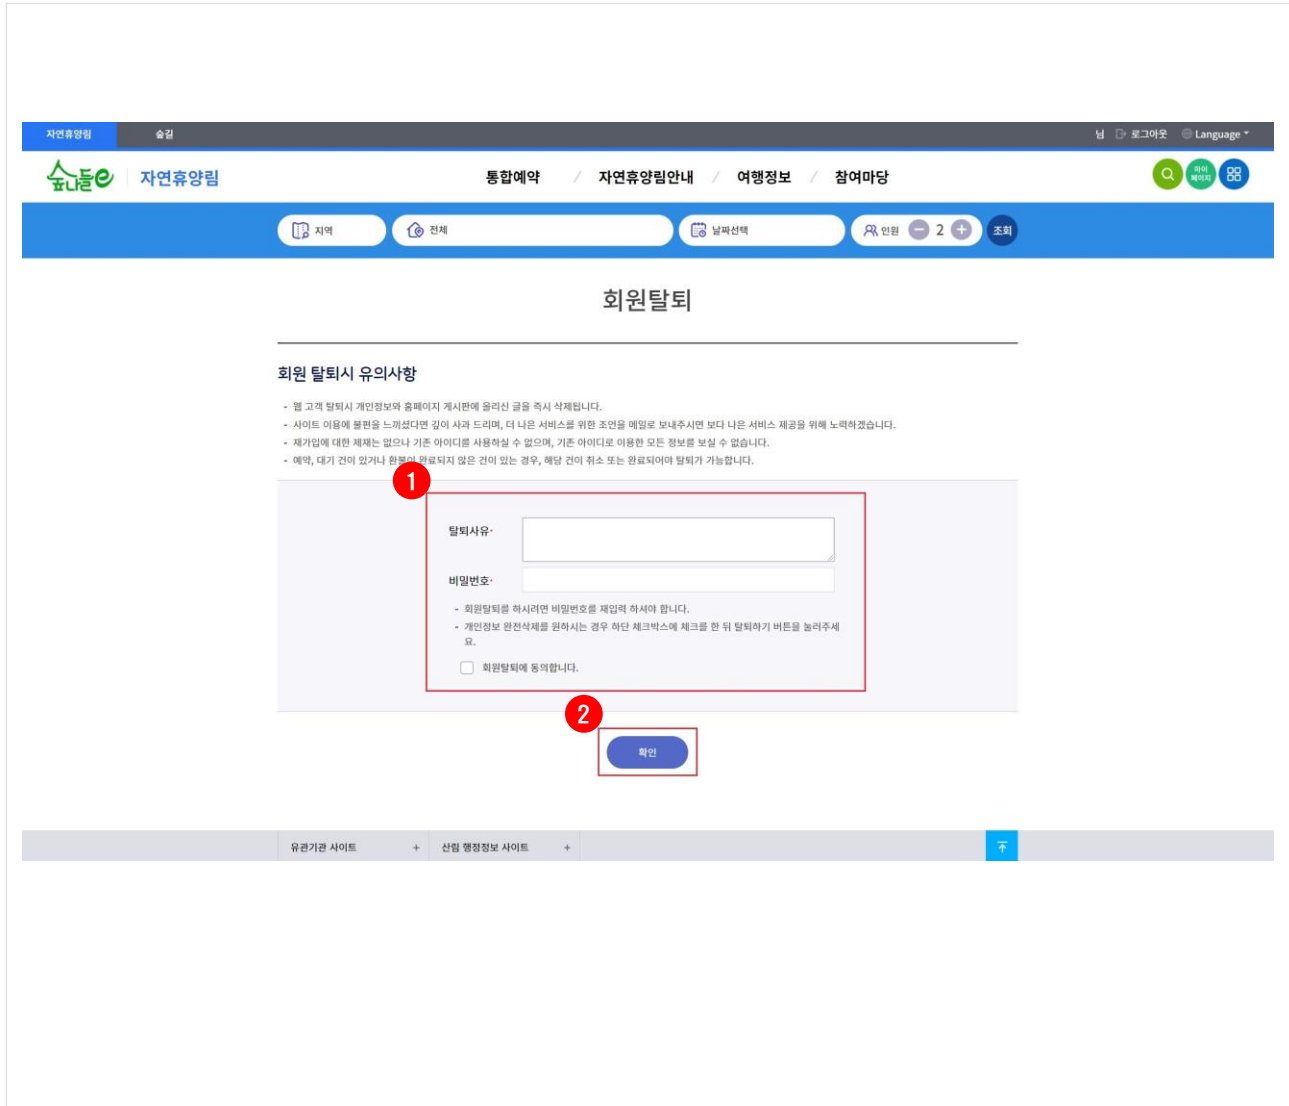 자연휴양림 숲길 님 로그아웃 Language
숲나들e 자연휴양림 통합예약 / 자연휴양림안내 / 여행정보 / 참여마당 마이페이지
지역 전체 날짜선택 인원 2 조회
회원탈퇴
회원 탈퇴시 유의사항
- 웹 고객 탈퇴시 개인정보와 홈페이지 게시판에 올리신 글을 즉시 삭제됩니다.
- 사이트 이용에 불편을 느끼셨다면 깊이 사과 드리며, 더 나은 서비스를 위한 조언을 메일로 보내주시면 보다 나은 서비스 제공을 위해 노력하겠습니다.
- 재가입에 대한 제재는 없으나 기존 아이디를 사용하실 수 없으며, 기존 아이디로 이용한 모든 정보를 보실 수 없습니다.
- 예약, 대기 건이 있거나 환불이 완료되지 않은 건이 있는 경우, 해당 건이 취소 또는 완료되어야 탈퇴가 가능합니다.
1
탈퇴사유·
비밀번호·
- 회원탈퇴를 하시려면 비밀번호를 재입력 하셔야 합니다.
- 개인정보 완전삭제를 원하시는 경우 하단 체크박스에 체크를 한 뒤 탈퇴하기 버튼을 눌러주세
요.
회원탈퇴에 동의합니다.
2
확인
유관기관 사이트 + 산림 행정정보 사이트 +